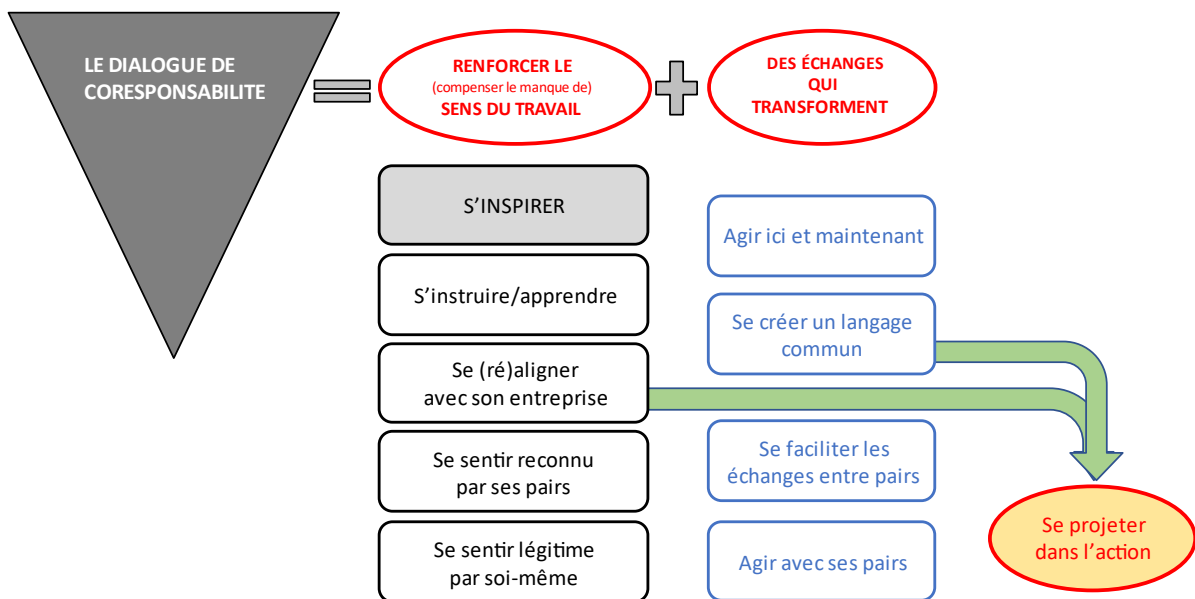 LE DIALOGUE DE
CORESPONSABILITE
RENFORCER LE
(compenser le manque de)
SENS DU TRAVAIL
DES ÉCHANGES
QUI
TRANSFORMENT
S’INSPIRER
S’instruire/apprendre
Se (ré)aligner
avec son entreprise
Se sentir reconnu
par ses pairs
Se sentir légitime
par soi-même
Agir ici et maintenant
Se créer un langage
commun
Se faciliter les
échanges entre pairs
Agir avec ses pairs
Se projeter
dans l’action